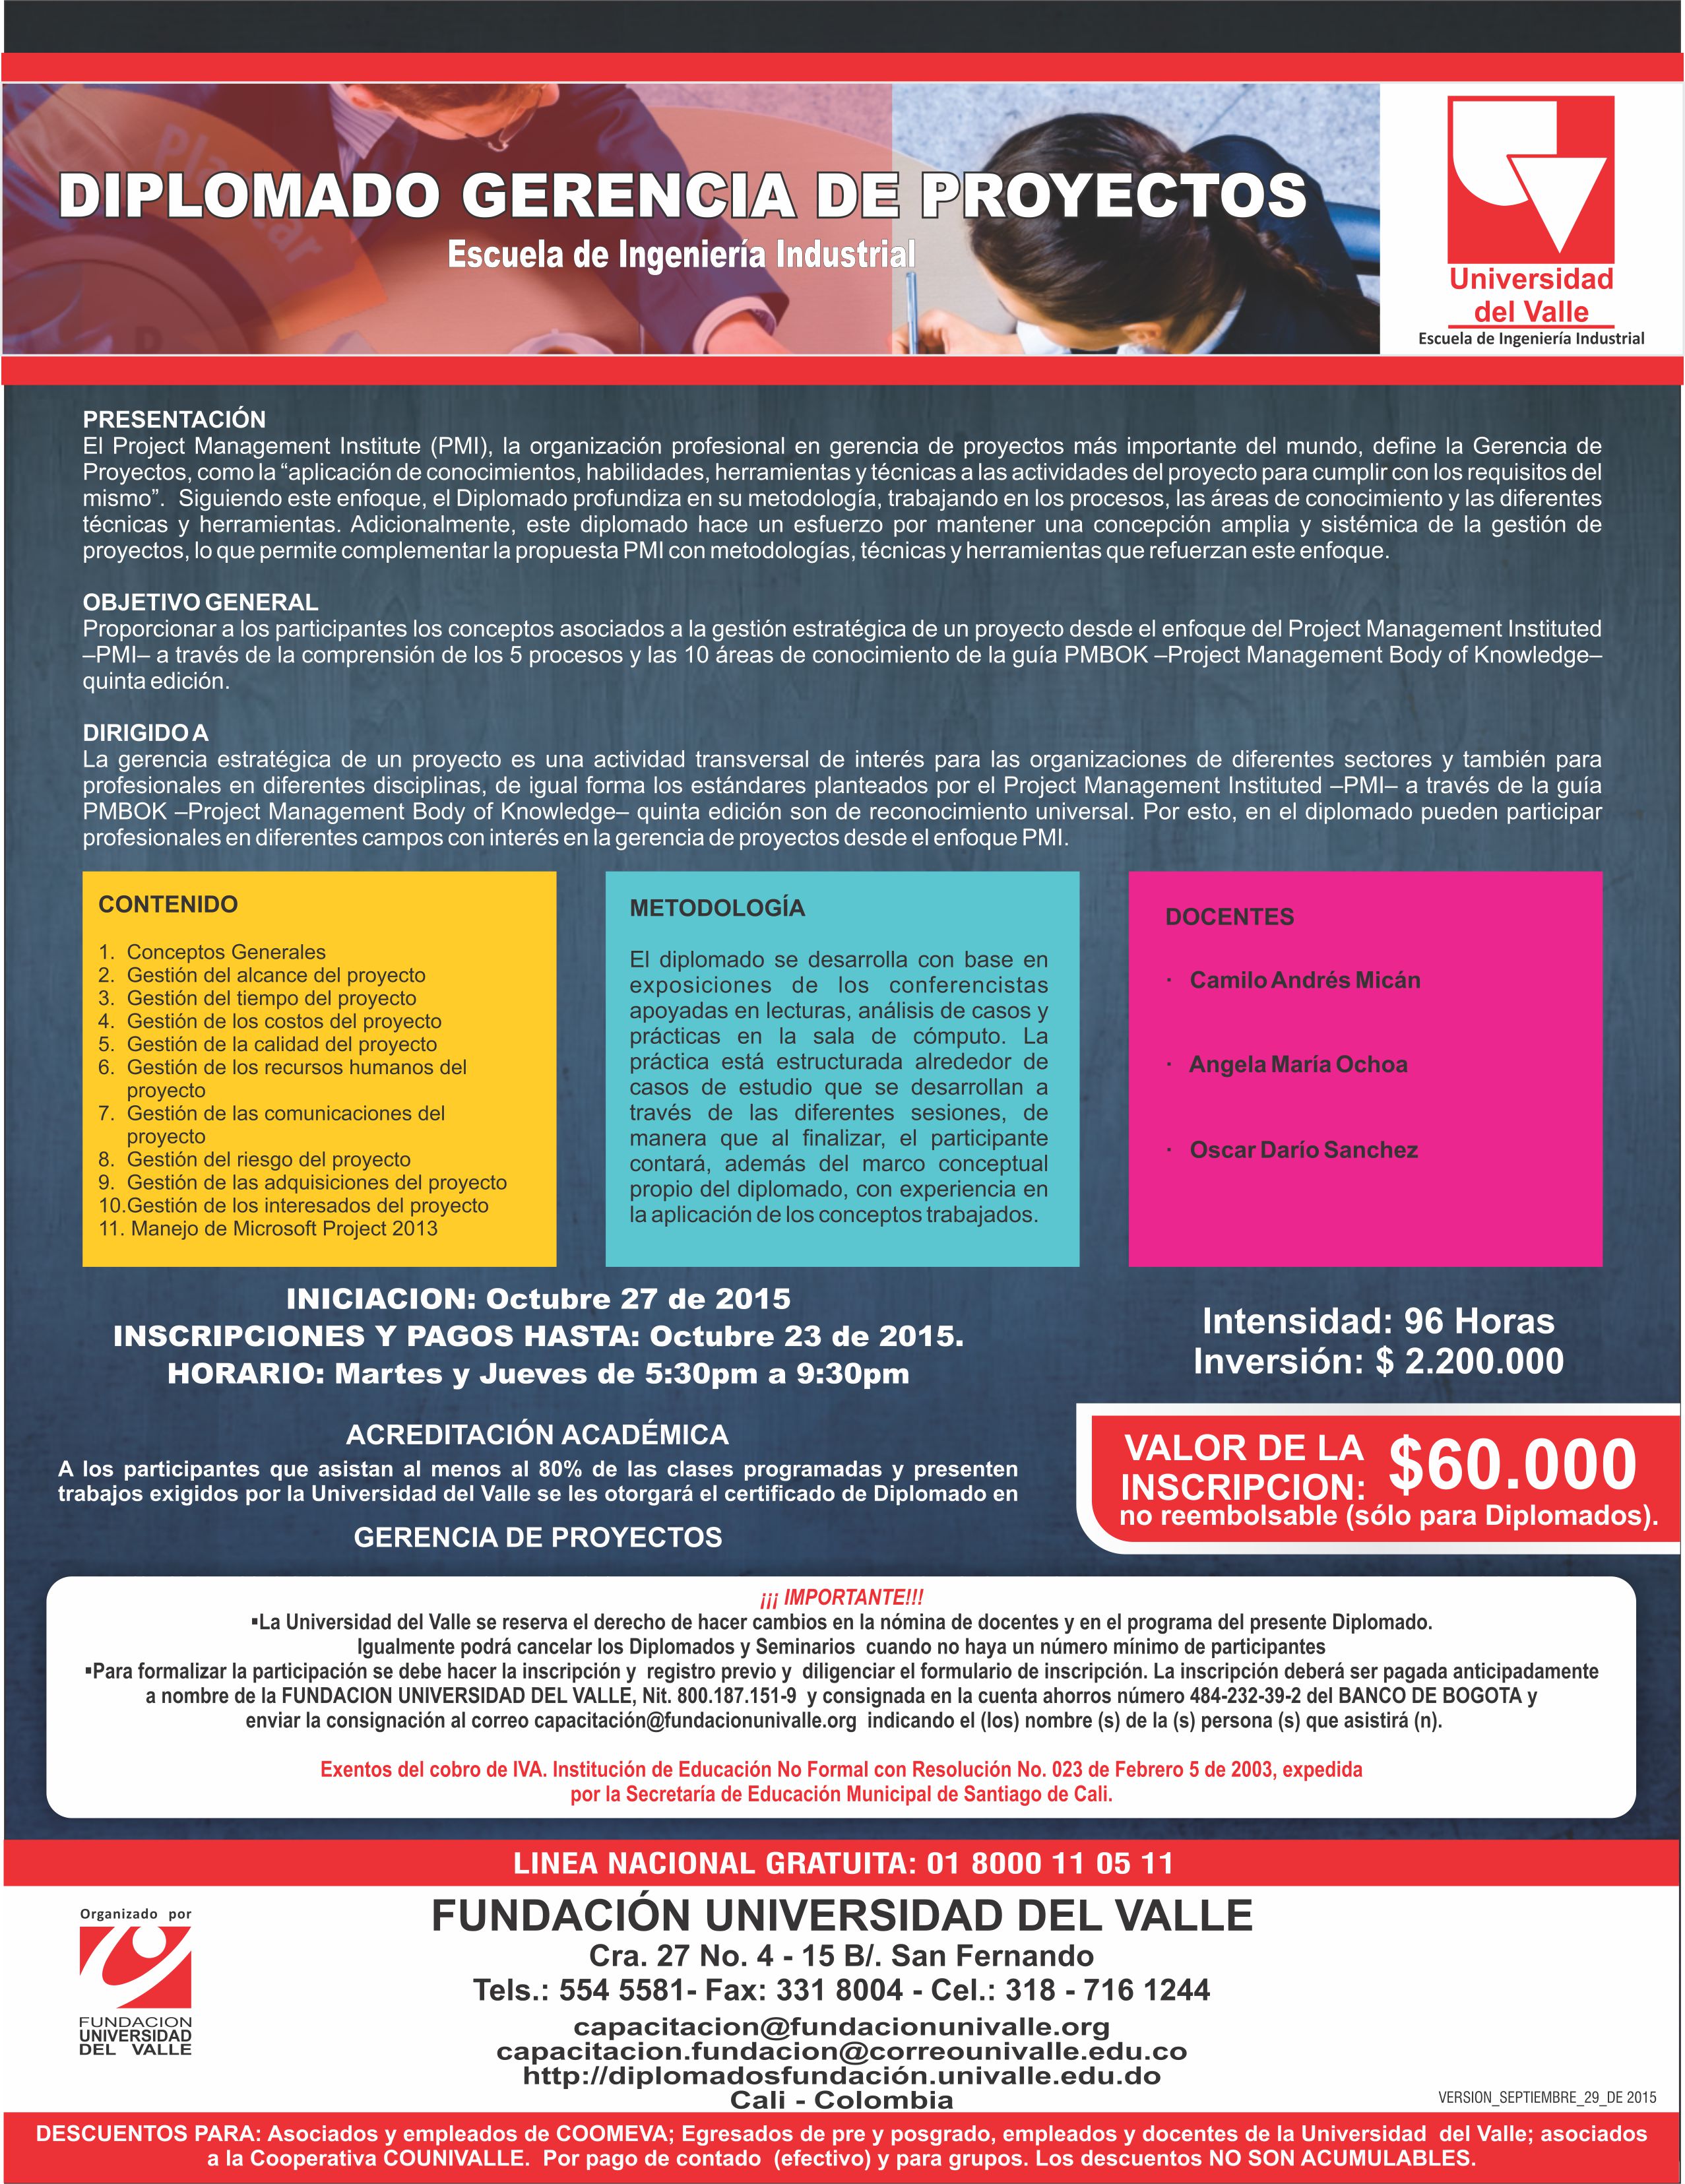 DIPLOMADO GERENCIA DE PROYECTOS
Escuela de Ingeniería Industrial
Universidad
del Valle
Escuela de Ingeniería Industrial
PRESENTACIÓN
El Project Management Institute (PMI), la organización profesional en gerencia de proyectos más importante del mundo, define la Gerencia de
Proyectos, como la “aplicación de conocimientos, habilidades, herramientas y técnicas a las actividades del proyecto para cumplir con los requisitos del
mismo”. Siguiendo este enfoque, el Diplomado profundiza en su metodología, trabajando en los procesos, las áreas de conocimiento y las diferentes
técnicas y herramientas. Adicionalmente, este diplomado hace un esfuerzo por mantener una concepción amplia y sistémica de la gestión de
proyectos, lo que permite complementar la propuesta PMI con metodologías, técnicas y herramientas que refuerzan este enfoque.
OBJETIVO GENERAL
Proporcionar a los participantes los conceptos asociados a la gestión estratégica de un proyecto desde el enfoque del Project Management Instituted
–PMI– a través de la comprensión de los 5 procesos y las 10 áreas de conocimiento de la guía PMBOK –Project Management Body of Knowledge–
quinta edición.
DIRIGIDO A
La gerencia estratégica de un proyecto es una actividad transversal de interés para las organizaciones de diferentes sectores y también para
profesionales en diferentes disciplinas, de igual forma los estándares planteados por el Project Management Instituted –PMI– a través de la guía
PMBOK –Project Management Body of Knowledge– quinta edición son de reconocimiento universal. Por esto, en el diplomado pueden participar
profesionales en diferentes campos con interés en la gerencia de proyectos desde el enfoque PMI.
CONTENIDO
1. Conceptos Generales
2. Gestión del alcance del proyecto
3. Gestión del tiempo del proyecto
4. Gestión de los costos del proyecto
5. Gestión de la calidad del proyecto
6. Gestión de los recursos humanos del
proyecto
7. Gestión de las comunicaciones del
proyecto
8. Gestión del riesgo del proyecto
9. Gestión de las adquisiciones del proyecto
10.Gestión de los interesados del proyecto
11. Manejo de Microsoft Project 2013
METODOLOGÍA
El diplomado se desarrolla con base en
exposiciones de los conferencistas
apoyadas en lecturas, análisis de casos y
prácticas en la sala de cómputo. La
práctica está estructurada alrededor de
casos de estudio que se desarrollan a
través de las diferentes sesiones, de
manera que al finalizar, el participante
contará, además del marco conceptual
propio del diplomado, con experiencia en
la aplicación de los conceptos trabajados.
DOCENTES
· Camilo Andrés Micán
· Angela María Ochoa
· Oscar Darío Sanchez
INICIACION: Octubre 27 de 2015
INSCRIPCIONES Y PAGOS HASTA: Octubre 23 de 2015.
HORARIO: Martes y Jueves de 5:30pm a 9:30pm
Intensidad: 96 Horas
Inversión: $ 2.200.000
ACREDITACIÓN ACADÉMICA
A los participantes que asistan al menos al 80% de las clases programadas y presenten
trabajos exigidos por la Universidad del Valle se les otorgará el certificado de Diplomado en
GERENCIA DE PROYECTOS
VALOR DE LA
INSCRIPCION: $60.000
no reembolsable (sólo para Diplomados).
¡¡¡ IMPORTANTE!!!
▪La Universidad del Valle se reserva el derecho de hacer cambios en la nómina de docentes y en el programa del presente Diplomado.
Igualmente podrá cancelar los Diplomados y Seminarios cuando no haya un número mínimo de participantes
▪Para formalizar la participación se debe hacer la inscripción y registro previo y diligenciar el formulario de inscripción. La inscripción deberá ser pagada anticipadamente
a nombre de la FUNDACION UNIVERSIDAD DEL VALLE, Nit. 800.187.151-9 y consignada en la cuenta ahorros número 484-232-39-2 del BANCO DE BOGOTA y
enviar la consignación al correo capacitación@fundacionunivalle.org indicando el (los) nombre (s) de la (s) persona (s) que asistirá (n).
Exentos del cobro de IVA. Institución de Educación No Formal con Resolución No. 023 de Febrero 5 de 2003, expedida
por la Secretaría de Educación Municipal de Santiago de Cali.
LINEA NACIONAL GRATUITA: 01 8000 11 05 11
Organizado por
FUNDACION
UNIVERSIDAD
DEL VALLE
FUNDACIÓN UNIVERSIDAD DEL VALLE
Cra. 27 No. 4 - 15 B/. San Fernando
Tels.: 554 5581- Fax: 331 8004 - Cel.: 318 - 716 1244
capacitacion@fundacionunivalle.org
capacitacion.fundacion@correounivalle.edu.co
http://diplomadosfundación.univalle.edu.do
Cali - Colombia
VERSION_SEPTIEMBRE_29_DE 2015
DESCUENTOS PARA: Asociados y empleados de COOMEVA; Egresados de pre y posgrado, empleados y docentes de la Universidad del Valle; asociados
a la Cooperativa COUNIVALLE. Por pago de contado (efectivo) y para grupos. Los descuentos NO SON ACUMULABLES.